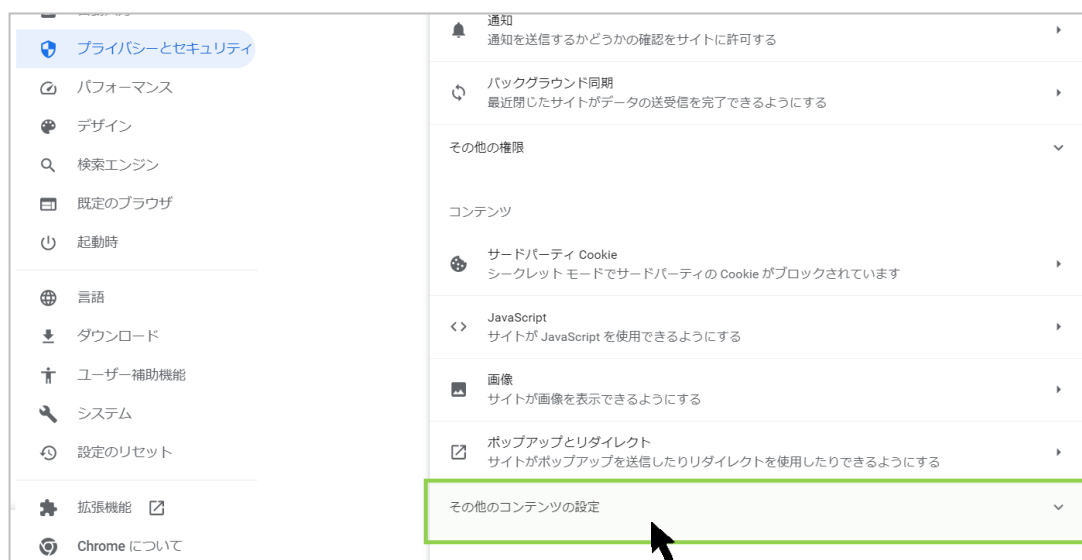 プライバシーとセキュリティ
パフォーマンス
デザイン
検索エンジン
既定のブラウザ
起動時
言語
ダウンロード
ユーザー補助機能
システム
設定のリセット
拡張機能
Chrome について
通知
通知を送信するかどうかの確認をサイトに許可する
バックグラウンド同期
最近閉じたサイトがデータの送受信を完了できるようにする
その他の権限
コンテンツ
サードパーティ Cookie
シークレット モードでサードパーティの Cookie がブロックされています
JavaScript
サイトが JavaScript を使用できるようにする
画像
サイトが画像を表示できるようにする
ポップアップとリダイレクト
サイトがポップアップを送信したりリダイレクトを使用したりできるようにする
その他のコンテンツの設定